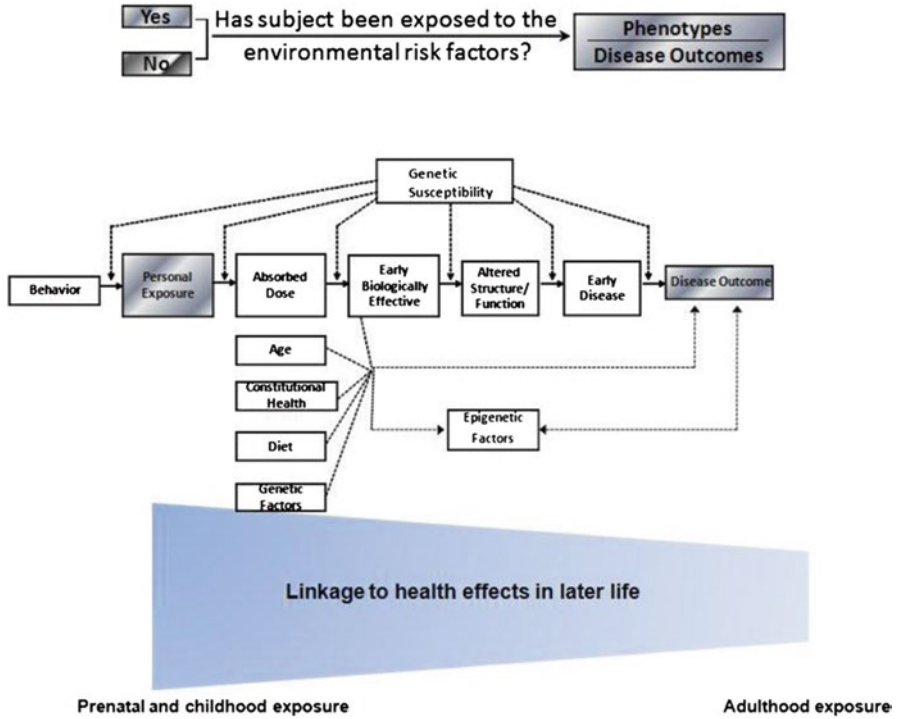 Yes
No
Has subject been exposed to the
environmental risk factors?
Phenotypes
Disease Outcomes
Genetic
Susceptibility
Behavior
Personal
Exposure
Absorbed
Dose
Early
Biologically
Effective
Altered
Structure/
Function
Early
Disease
Disease Outcome
Age
Constitutional
Health
Diet
Genetic
Factors
Epigenetic
Factors
Linkage to health effects in later life
Prenatal and childhood exposure
Adulthood exposure